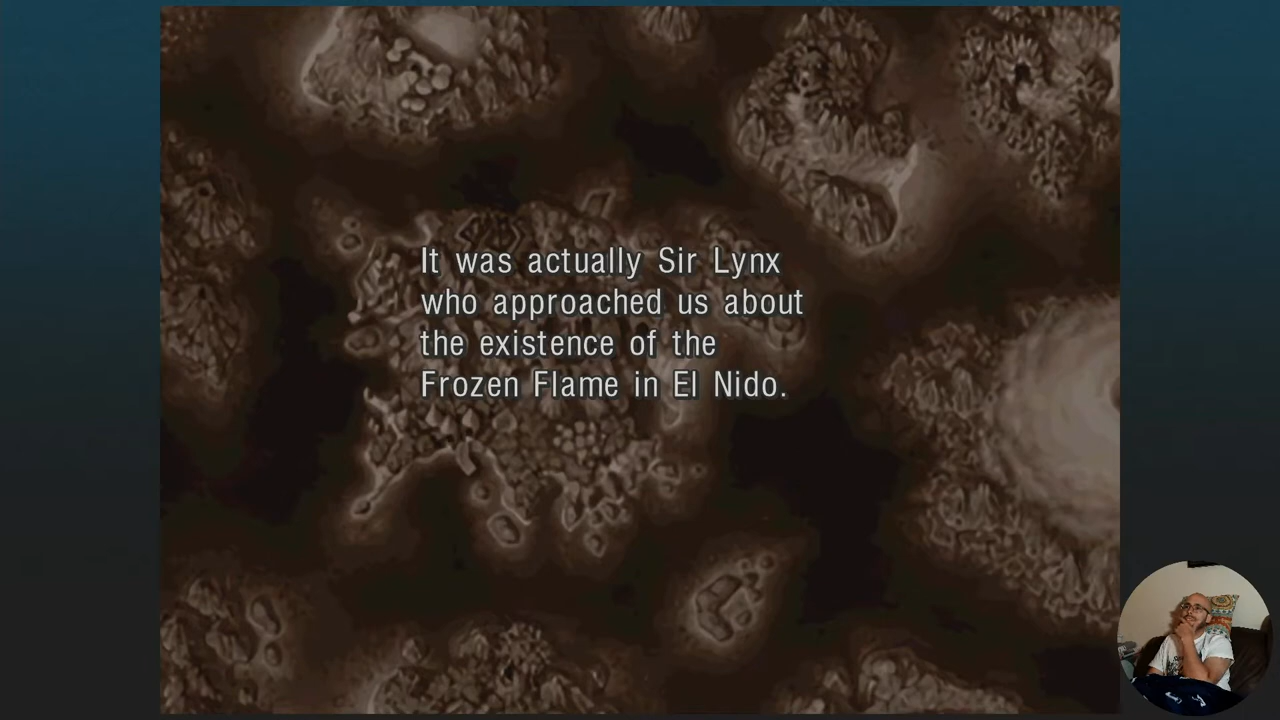 It was actually Sir Lynx
who approached us about
the existence of the
Frozen Flame in El Nido.